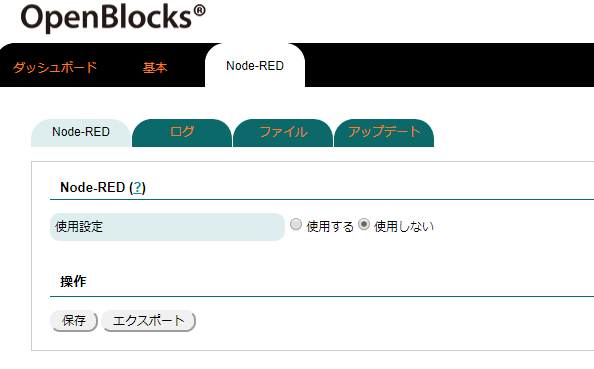 OpenBlocks®
ダッシュボード 基本 Node-RED
Node-RED ログ ファイル アップデート
Node-RED (?)
使用設定 使用する 使用しない
操作
保存 エクスポート